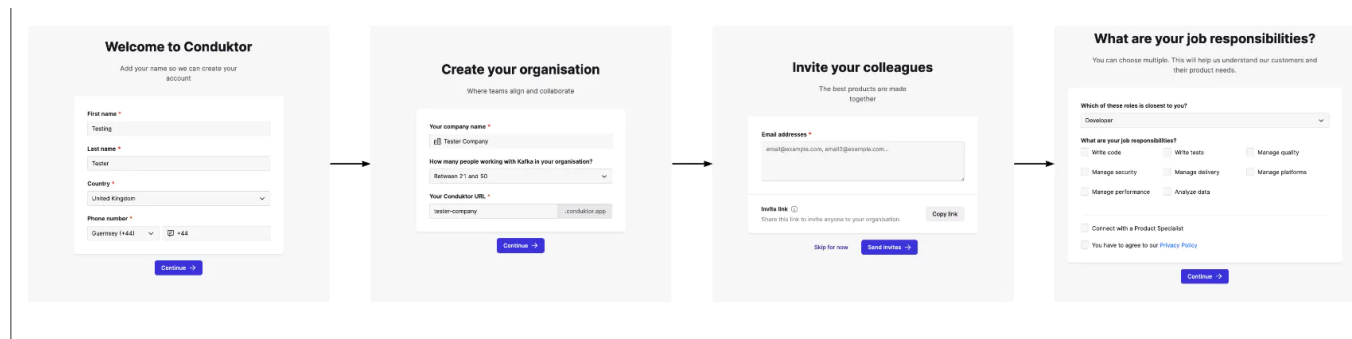 Welcome to Conduktor
Add your name so we can create your
account
First name *
Testing
Last name *
Tester
Country *
United Kingdom
Phone number *
Guernsey (+44)
+44
Continue →
Create your organisation
Where teams align and collaborate
Your company name *
Tester Company
How many people working with Kafka in your organisation?
Between 21 and 50
Your Conduktor URL *
tester-company
.conduktor.app
Continue →
Invite your colleagues
The best products are made
together
Email addresses *
email@example.com, email2@example.com...
Invite link
Share this link to invite anyone to your organisation.
Copy link
Skip for now
Send invites →
What are your job responsibilities?
You can choose multiple. This will help us understand our customers and
their product needs.
Which of these roles is closest to you?
Developer
What are your job responsibilities?
Write code
Write tests
Manage quality
Manage security
Manage delivery
Manage platforms
Manage performance
Analyze data
Connect with a Product Specialist
You have to agree to our Privacy Policy
Continue →